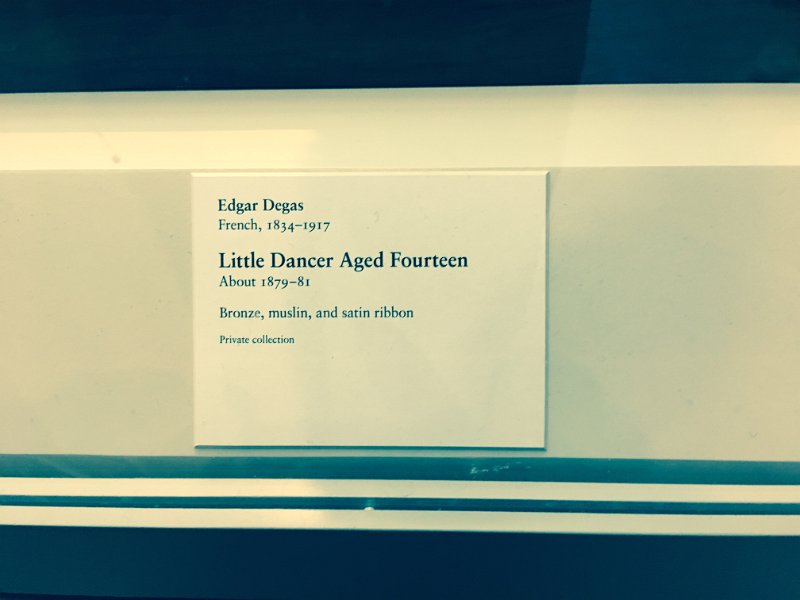 Edgar Degas
French, 1834–1917
Little Dancer Aged Fourteen
About 1879–81
Bronze, muslin, and satin ribbon
Private collection